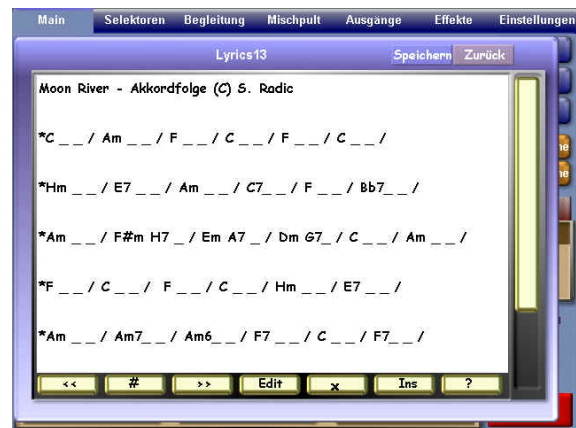 Main Selektoren Begleitung Mischpult Ausgänge Effekte Einstellungen
Lyrics13 Speichern Zurück
Moon River - Akkordfolge (C) S. Radic
*C _ _ / Am _ _ / F _ _ / C _ _ / F _ _ / C _ _ /
*Hm _ _ / E7 _ _ / Am _ _ / C7_ _ / F _ _ / Bb7_ _ /
*Am _ _ / F#m H7 _ / Em A7 _ / Dm G7_ / C _ _ / Am _ _ /
*F _ _ / C _ _ / F _ _ / C _ _ / Hm _ _ / E7 _ _ /
*Am _ _ / Am7_ _ / Am6_ _ / F7 _ _ / C _ _ / F7_ _ /
<< # >> Edit x Ins ?